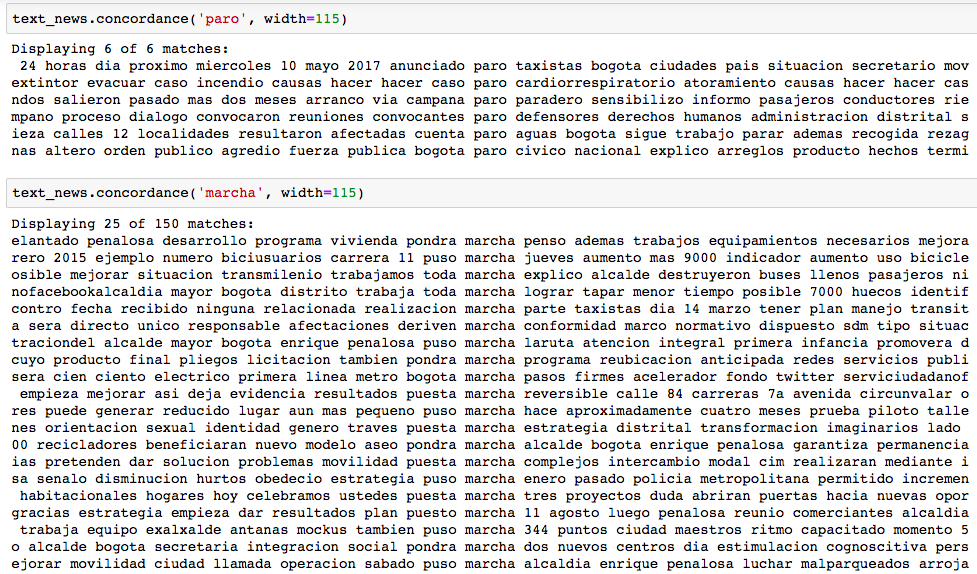 text_news.concordance('paro', width=115)
Displaying 6 of 6 matches:
24 horas dia proximo miercoles 10 mayo 2017 anunciado paro taxistas bogota ciudades pais situacion secretario mov
extintor evacuar caso incendio causas hacer hacer caso paro cardiorrespiratorio atoramiento causas hacer hacer cas
ndos salieron pasado mas dos meses arranco via campana paro paradero sensibilizo informo pasajeros conductores rie
mpano proceso dialogo convocaron reuniones convocantes paro defensores derechos humanos administracion distrital s
ieza calles 12 localidades resultaron afectadas cuenta paro aguas bogota sigue trabajo parar ademas recogida rezag
nas altero orden publico agredio fuerza publica bogota paro civico nacional explico arreglos producto hechos termi
text_news.concordance('marcha', width=115)
Displaying 25 of 150 matches:
elantado penalosa desarrollo programa vivienda pondra marcha penso ademas trabajos equipamientos necesarios mejora
rero 2015 ejemplo numero biciusuarios carrera 11 puso marcha jueves aumento mas 9000 indicador aumento uso bicicle
osible mejorar situacion transmilenio trabajamos toda marcha explico alcalde destruyeron buses llenos pasajeros ni
nofacebookalcaldia mayor bogota distrito trabaja toda marcha lograr tapar menor tiempo posible 7000 huecos identif
contro fecha recibido ninguna relacionada realizacion marcha parte taxistas dia 14 marzo tener plan manejo transit
a sera directo unico responsable afectaciones deriven marcha conformidad marco normativo dispuesto sdm tipo situac
traciondel alcalde mayor bogota enrique penalosa puso marcha laruta atencion integral primera infancia promovera d
cuyo producto final pliegos licitacion tambien pondra marcha programa reubicacion anticipada redes servicios publi
sera cien ciento electrico primera linea metro bogota marcha pasos firmes acelerador fondo twitter serviciudadanof
empieza mejorar asi deja evidencia resultados puesta marcha reversible calle 84 carreras 7a avenida circunvalar o
res puede generar reducido lugar aun mas pequeno puso marcha hace aproximadamente cuatro meses prueba piloto talle
nes orientacion sexual identidad genero traves puesta marcha estrategia distrital transformacion imaginarios lado
00 recicladores beneficiaran nuevo modelo aseo pondra marcha alcalde bogota enrique penalosa garantiza permanencia
ias pretenden dar solucion problemas movilidad puesta marcha complejos intercambio modal cim realizaran mediante i
sa senalo disminucion hurtos obedecio estrategia puso marcha enero pasado policia metropolitana permitido incremen
habitacionales hogares hoy celebramos ustedes puesta marcha tres proyectos duda abriran puertas hacia nuevas opor
gracias estrategia empieza dar resultados plan puesto marcha 11 agosto luego penalosa reunio comerciantes alcaldia
trabaja equipo exalxalde antanas mockus tambien puso marcha 344 puntos ciudad maestros ritmo capacitado momento 5
o alcalde bogota secretaria integracion social pondra marcha dos nuevos centros dia estimulacion cognoscitiva pers
ejorar movilidad ciudad llamada operacion sabado puso marcha alcaldia enrique penalosa luchar malparqueados arroja